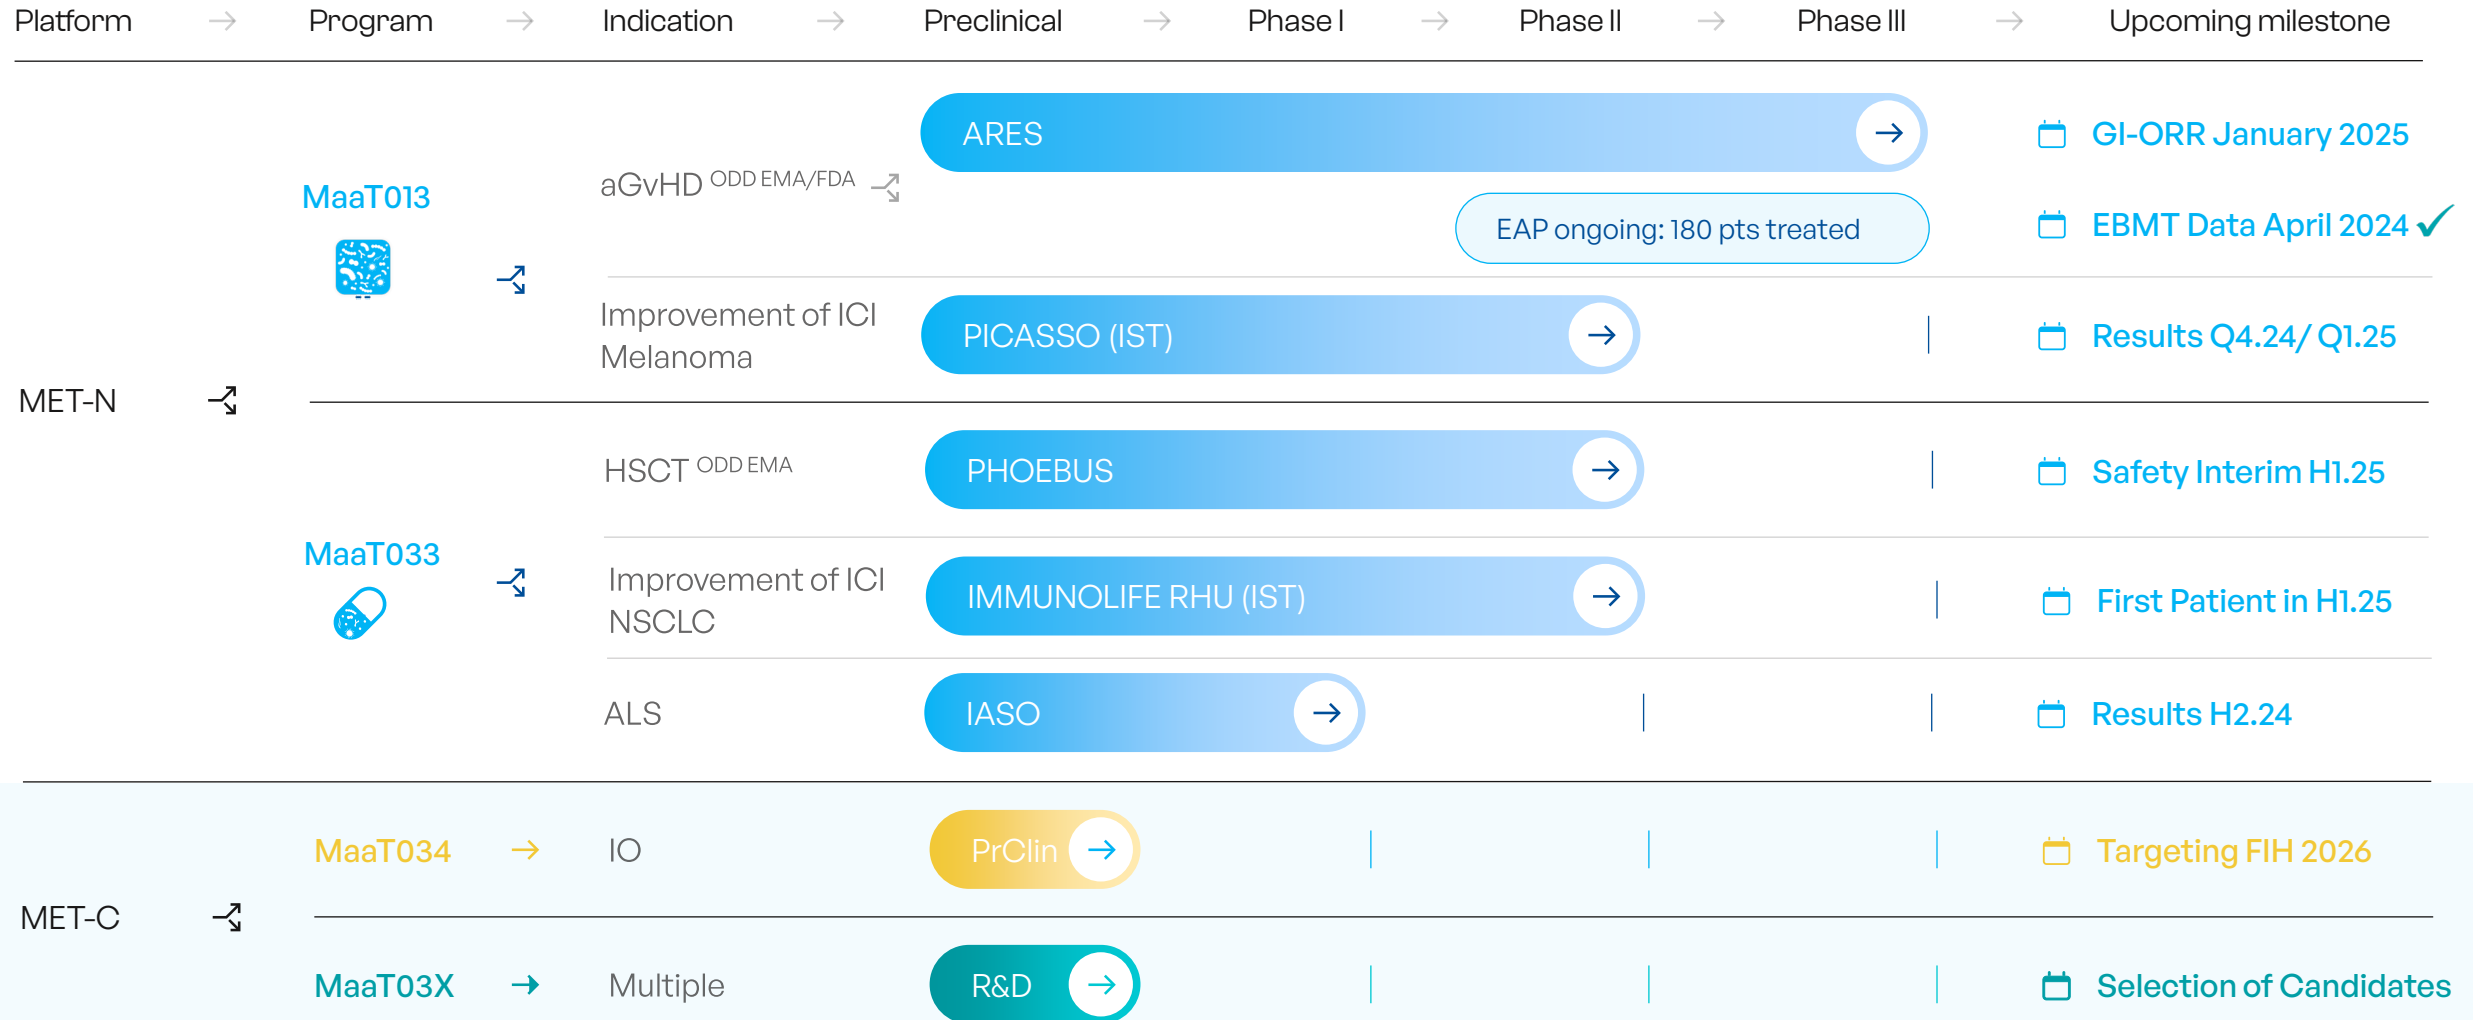 Platform → Program → Indication → Preclinical → Phase I → Phase II → Phase III → Upcoming milestone
ARES
GI-ORR January 2025
MaaT013
aGvHD ODD EMA/FDA
EAP ongoing: 180 pts treated
EBMT Data April 2024
Improvement of ICI
Melanoma
PICASSO (IST)
Results Q4.24/ Q1.25
MET-N
HSCT ODD EMA
PHOEBUS
Safety Interim H1.25
MaaT033
Improvement of ICI
NSCLC
IMMUNOLIFE RHU (IST)
First Patient in H1.25
ALS
IASO
Results H2.24
MaaT034
IO
PrClin
Targeting FIH 2026
MET-C
MaaT03X
Multiple
R&D
Selection of Candidates